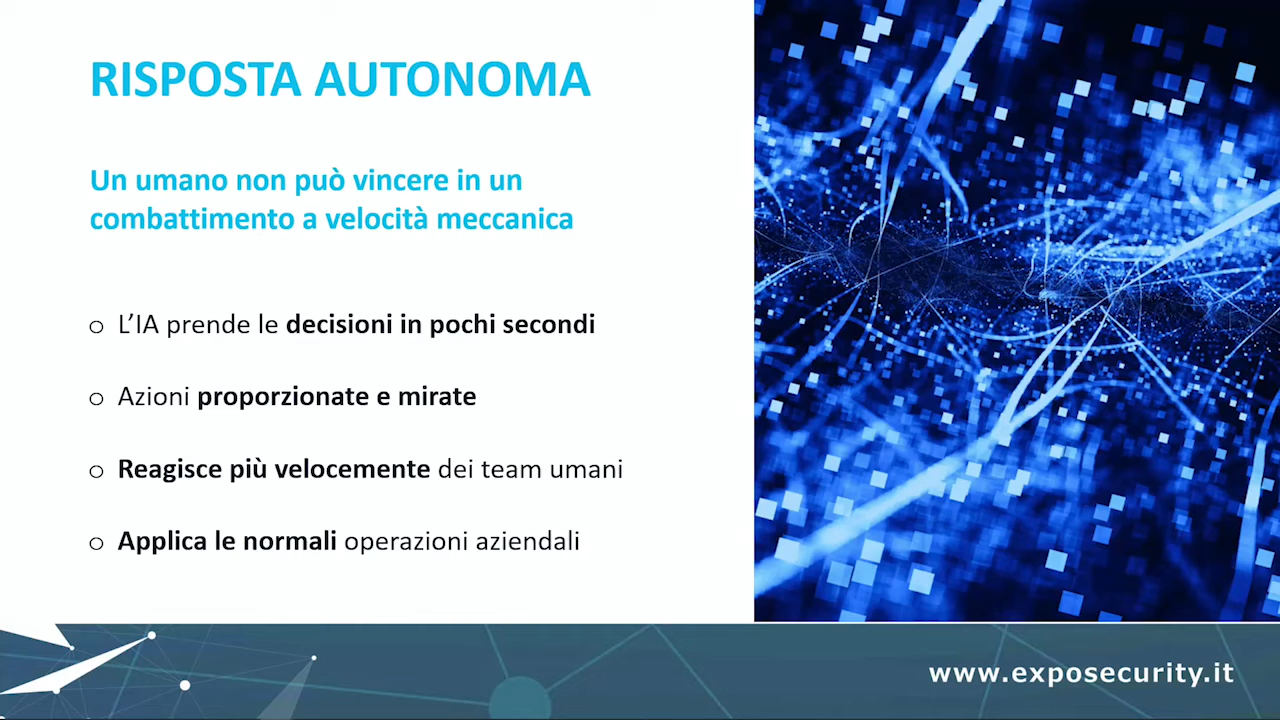 RISPOSTA AUTONOMA
Un umano non può vincere in un
combattimento a velocità meccanica
o L’IA prende le decisioni in pochi secondi
o Azioni proporzionate e mirate
o Reagisce più velocemente dei team umani
o Applica le normali operazioni aziendali
www.exposecurity.it